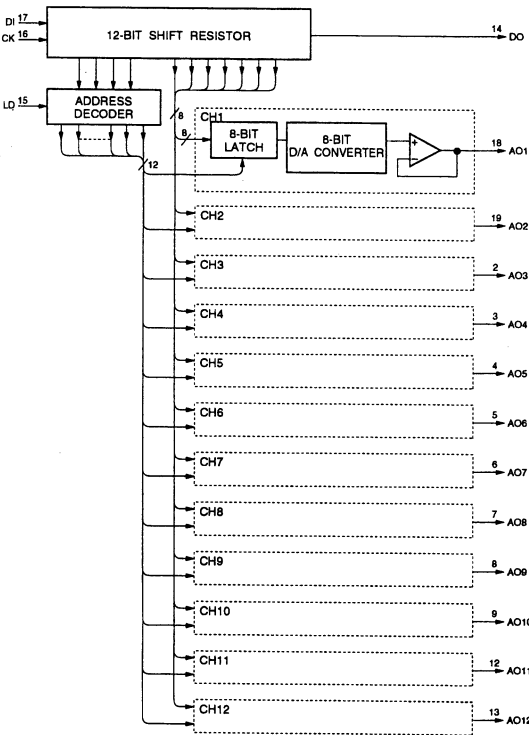 DI 17
12-BIT SHIFT RESISTOR
14 DO
CK 16
LD 15
ADDRESS
DECODER
8
CH1
8
8-BIT
LATCH
8-BIT
D/A CONVERTER
+
−
18
AO1
12
CH2
19
AO2
CH3
2
AO3
CH4
3
AO4
CH5
4
AO5
CH6
5
AO6
CH7
6
AO7
CH8
7
AO8
CH9
8
AO9
CH10
9
AO10
CH11
12
AO11
CH12
13
AO12